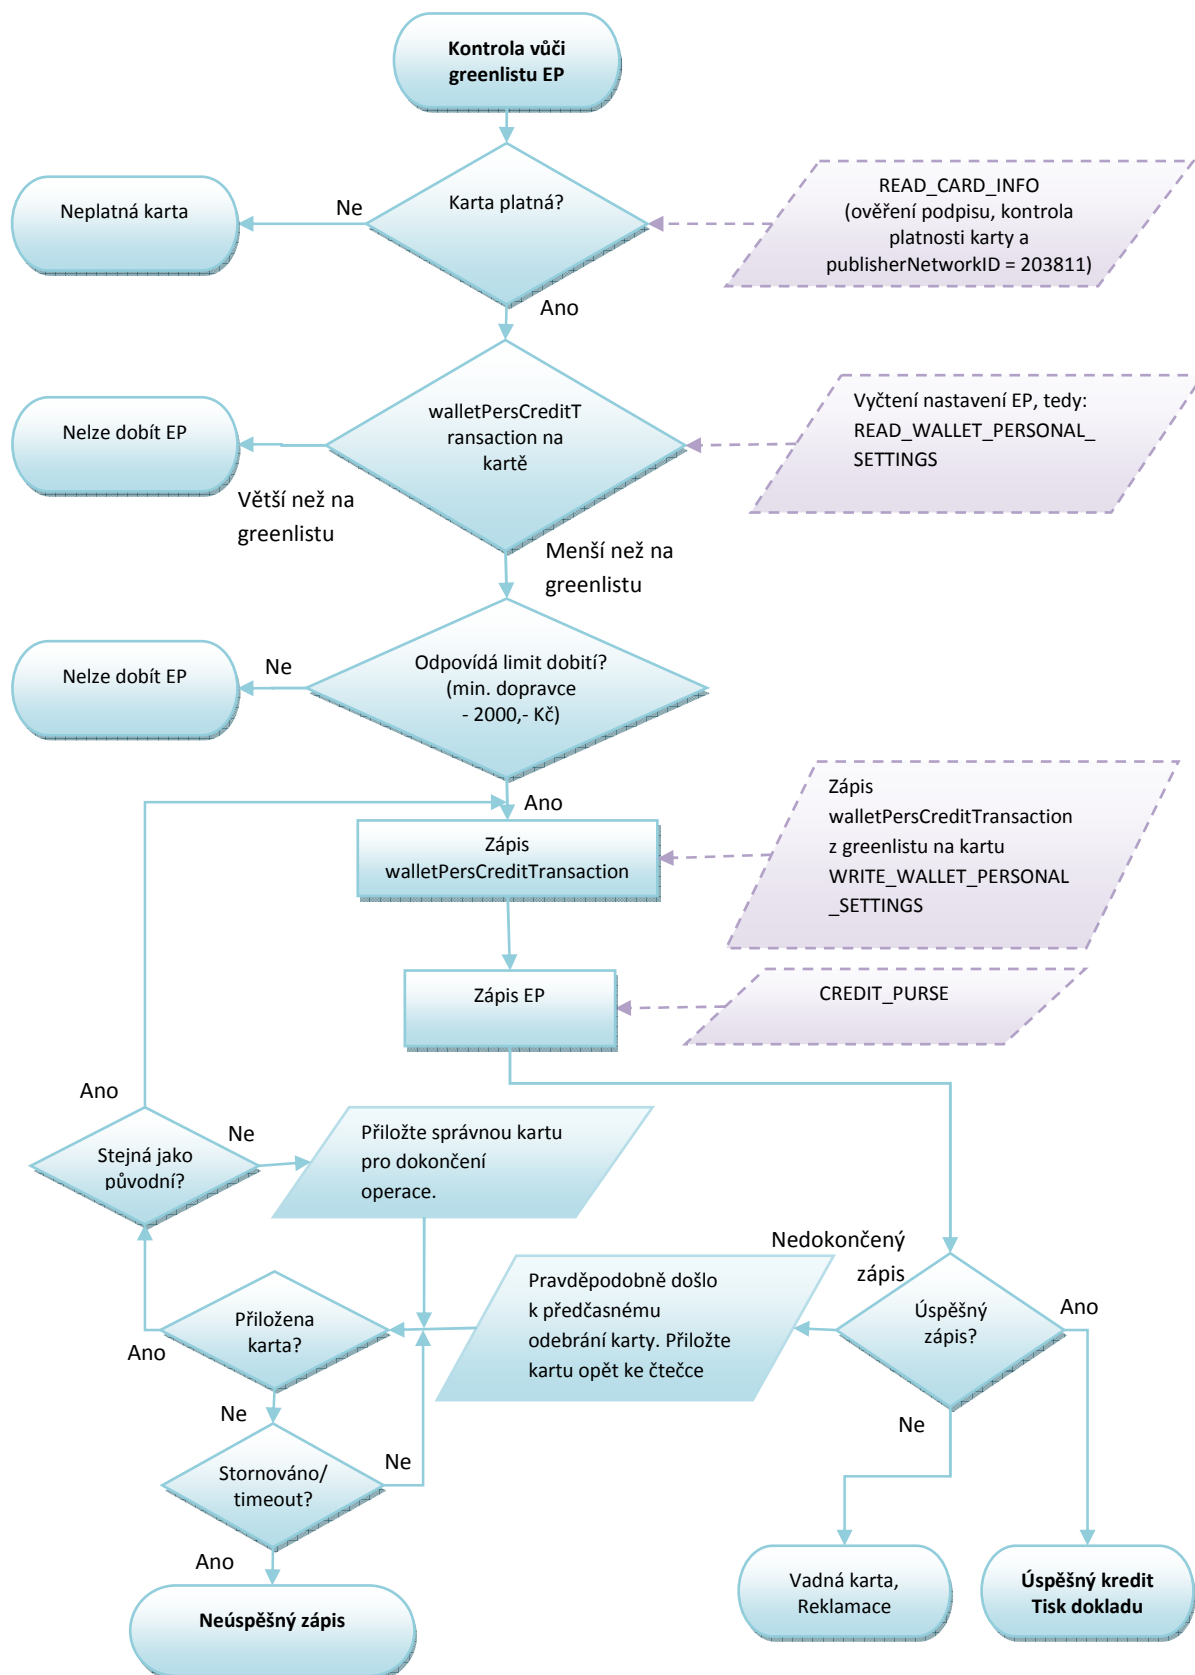 Kontrola vůči
greenlistu EP
Neplatná karta
Ne
Karta platná?
READ_CARD_INFO
(ověření podpisu, kontrola
platnosti karty a
publisherNetworkID = 203811)
Ano
Nelze dobít EP
walletPersCreditT
ransaction na
kartě
Vyčtení nastavení EP, tedy:
READ_WALLET_PERSONAL_
SETTINGS
Větší než na
greenlistu
Menší než na
greenlistu
Nelze dobít EP
Ne
Odpovídá limit dobití?
(min. dopravce
- 2000,- Kč)
Ano
Zápis
walletPersCreditTransaction
Zápis
walletPersCreditTransaction
z greenlistu na kartu
WRITE_WALLET_PERSONAL
_SETTINGS
Zápis EP
CREDIT_PURSE
Ano
Stejná jako
původní?
Ne
Přiložte správnou kartu
pro dokončení
operace.
Nedokončený
zápis
Přiložena
karta?
Ano
Pravděpodobně došlo
k předčasnému
odebrání karty. Přiložte
kartu opět ke čtečce
Úspěšný
zápis?
Ano
Ne
Ne
Stornováno/
timeout?
Ne
Ano
Neúspěšný zápis
Vadná karta,
Reklamace
Úspěšný kredit
Tisk dokladu